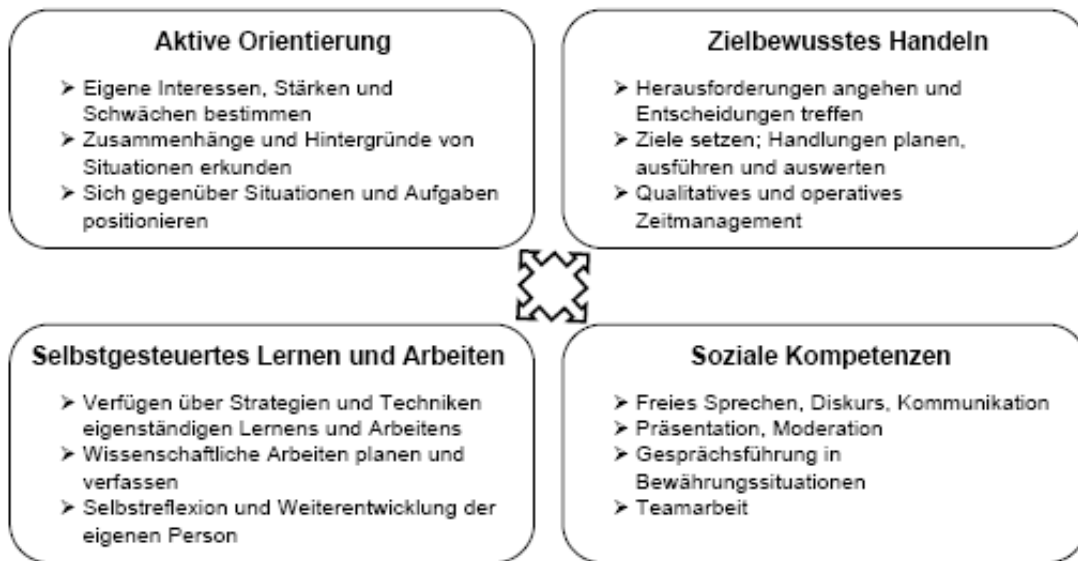 Aktive Orientierung
➢ Eigene Interessen, Stärken und
Schwächen bestimmen
➢ Zusammenhänge und Hintergründe von
Situationen erkunden
➢ Sich gegenüber Situationen und Aufgaben
positionieren
Zielbewusstes Handeln
➢ Herausforderungen angehen und
Entscheidungen treffen
➢ Ziele setzen; Handlungen planen,
ausführen und auswerten
➢ Qualitatives und operatives
Zeitmanagement
Selbstgesteuertes Lernen und Arbeiten
➢ Verfügen über Strategien und Techniken
eigenständigen Lernens und Arbeitens
➢ Wissenschaftliche Arbeiten planen und
verfassen
➢ Selbstreflexion und Weiterentwicklung der
eigenen Person
Soziale Kompetenzen
➢ Freies Sprechen, Diskurs, Kommunikation
➢ Präsentation, Moderation
➢ Gesprächsführung in
Bewährungssituationen
➢ Teamarbeit